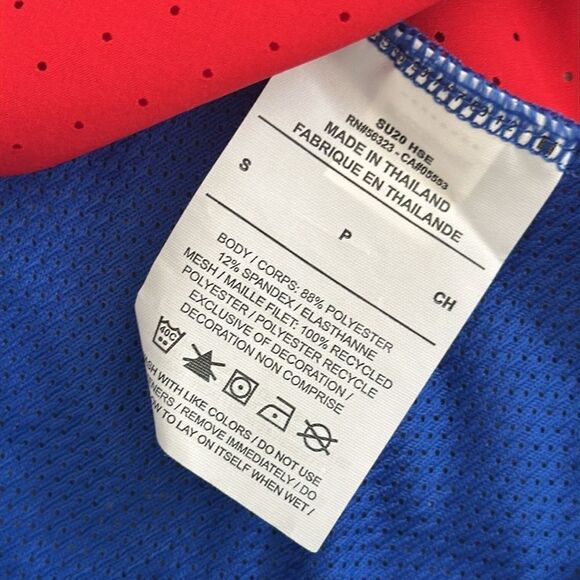 SU20 HSE
RN#56323 - CA#05553
MADE IN THAILAND
FABRIQUE EN THAILANDE
S
P
CH
BODY / CORPS: 88% POLYESTER
12% SPANDEX / ELASTHANNE
MESH / MAILLE FILET: 100% RECYCLED
POLYESTER / POLYESTER RECYCLE
EXCLUSIVE OF DECORATION /
DECORATION NON COMPRISE
40C
WITH LIKE COLORS / DO NOT USE
/ REMOVE IMMEDIATELY / DO
TO LAY ON ITSELF WHEN WET /